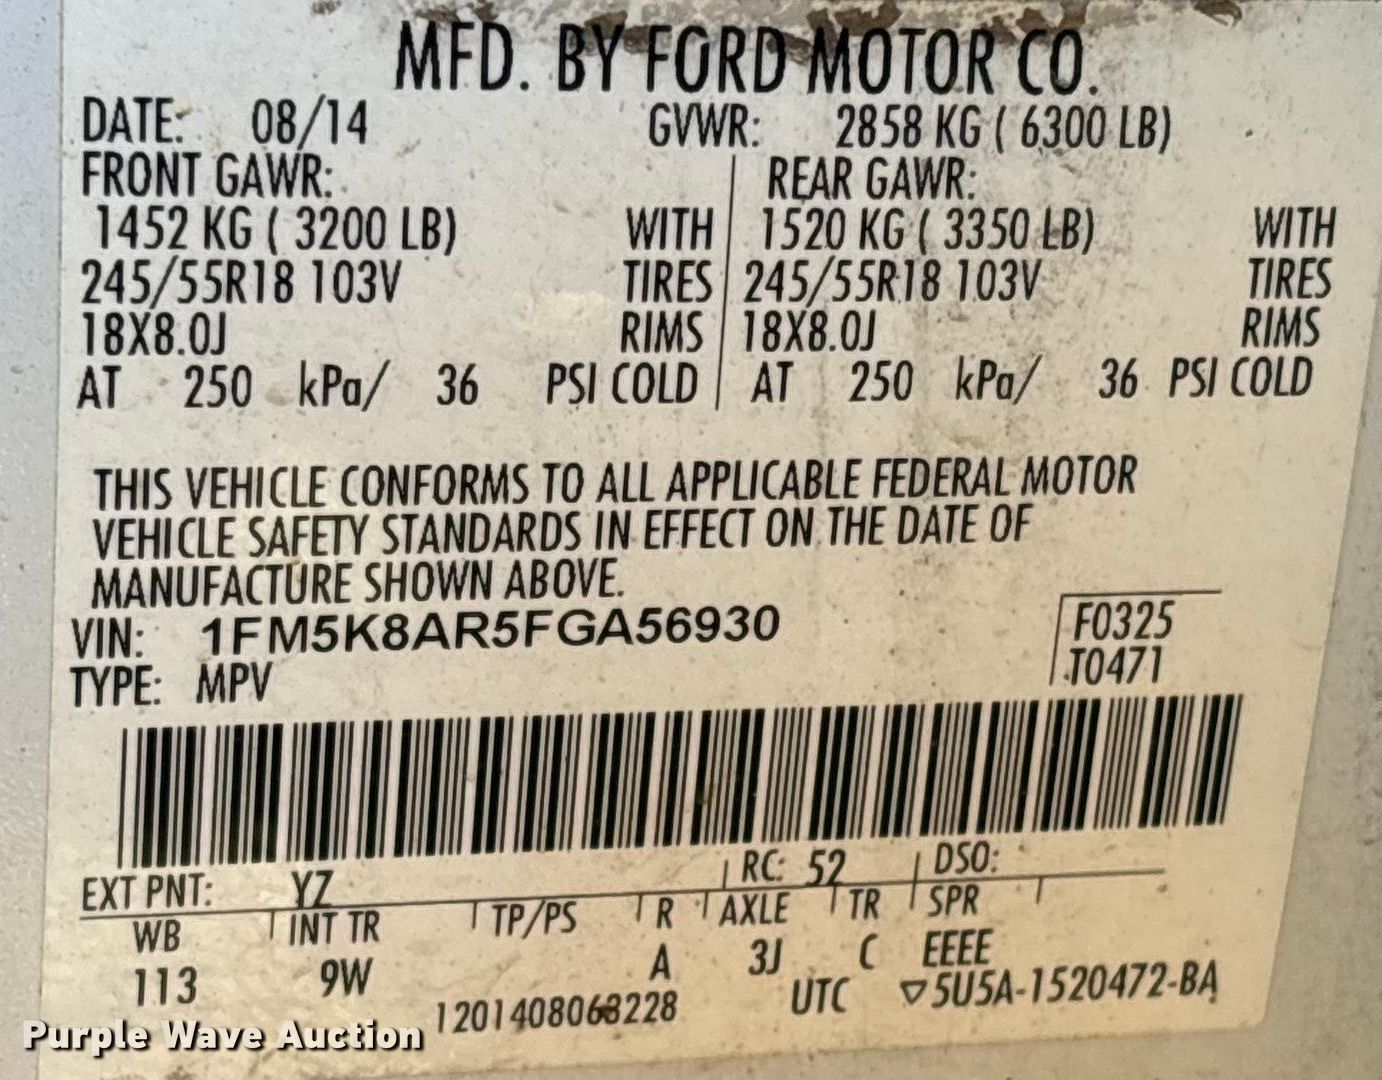 MFD. BY FORD MOTOR CO.
DATE: 08/14 GVWR: 2858 KG ( 6300 LB)
FRONT GAWR: REAR GAWR:
1452 KG ( 3200 LB) WITH 1520 KG ( 3350 LB) WITH
245/55R18 103V TIRES 245/55R18 103V TIRES
18X8.0J RIMS 18X8.0J RIMS
AT 250 kPa/ 36 PSI COLD AT 250 kPa/ 36 PSI COLD
THIS VEHICLE CONFORMS TO ALL APPLICABLE FEDERAL MOTOR
VEHICLE SAFETY STANDARDS IN EFFECT ON THE DATE OF
MANUFACTURE SHOWN ABOVE.
VIN: 1FM5K8AR5FGA56930 F0325
TYPE: MPV T0471
EXT PNT: YZ RC: 52 DSO:
WB INT TR TP/PS R AXLE TR SPR
113 9W A 3J C EEEE
1201408063228 UTC ▽5U5A-1520472-BA
Purple Wave Auction